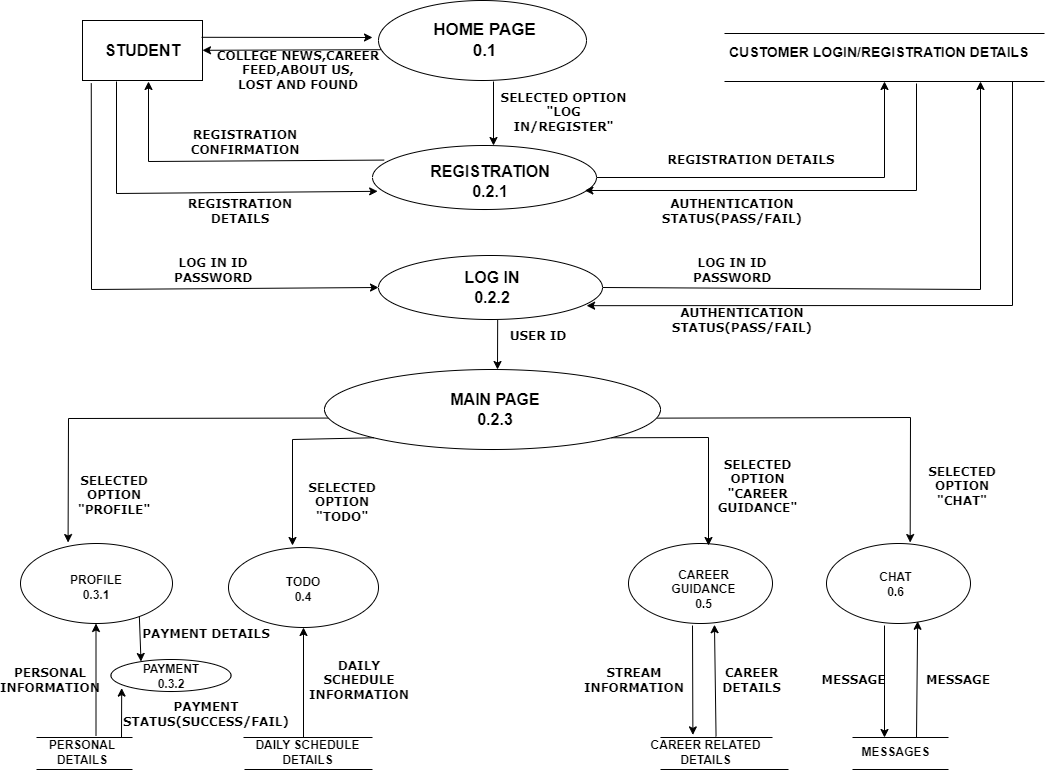 STUDENT
HOME PAGE
0.1
CUSTOMER LOGIN/REGISTRATION DETAILS
COLLEGE NEWS,CAREER
FEED,ABOUT US,
LOST AND FOUND
SELECTED OPTION
"LOG
IN/REGISTER"
REGISTRATION
CONFIRMATION
REGISTRATION
0.2.1
REGISTRATION DETAILS
REGISTRATION
DETAILS
AUTHENTICATION
STATUS(PASS/FAIL)
LOG IN ID
PASSWORD
LOG IN
0.2.2
LOG IN ID
PASSWORD
AUTHENTICATION
STATUS(PASS/FAIL)
USER ID
MAIN PAGE
0.2.3
SELECTED
OPTION
"PROFILE"
SELECTED
OPTION
"TODO"
SELECTED
OPTION
"CAREER
GUIDANCE"
SELECTED
OPTION
"CHAT"
PROFILE
0.3.1
TODO
0.4
CAREER
GUIDANCE
0.5
CHAT
0.6
PAYMENT DETAILS
PERSONAL
INFORMATION
PAYMENT
0.3.2
PAYMENT
STATUS(SUCCESS/FAIL)
DAILY
SCHEDULE
INFORMATION
STREAM
INFORMATION
CAREER
DETAILS
MESSAGE
MESSAGE
PERSONAL
DETAILS
DAILY SCHEDULE
DETAILS
CAREER RELATED
DETAILS
MESSAGES